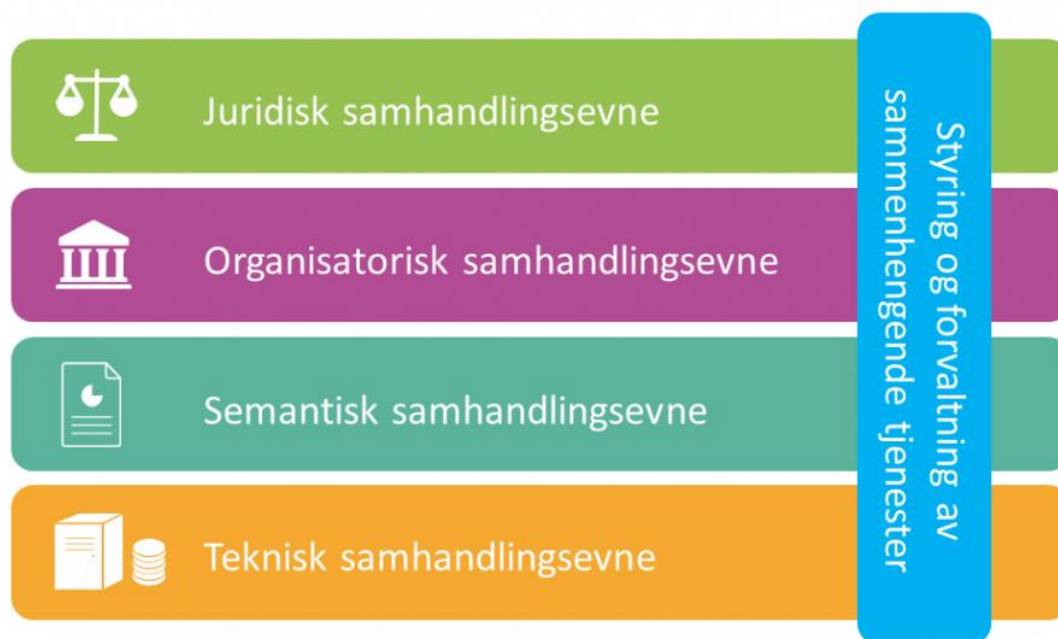 Juridisk samhandlingsevne
Organisatorisk samhandlingsevne
Semantisk samhandlingsevne
Teknisk samhandlingsevne
Styring og forvaltning av
sammenhengende tjenester